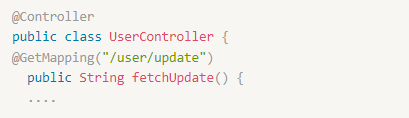 @Controller
public class UserController {
@GetMapping("/user/update")
  public String fetchUpdate() {
  ....